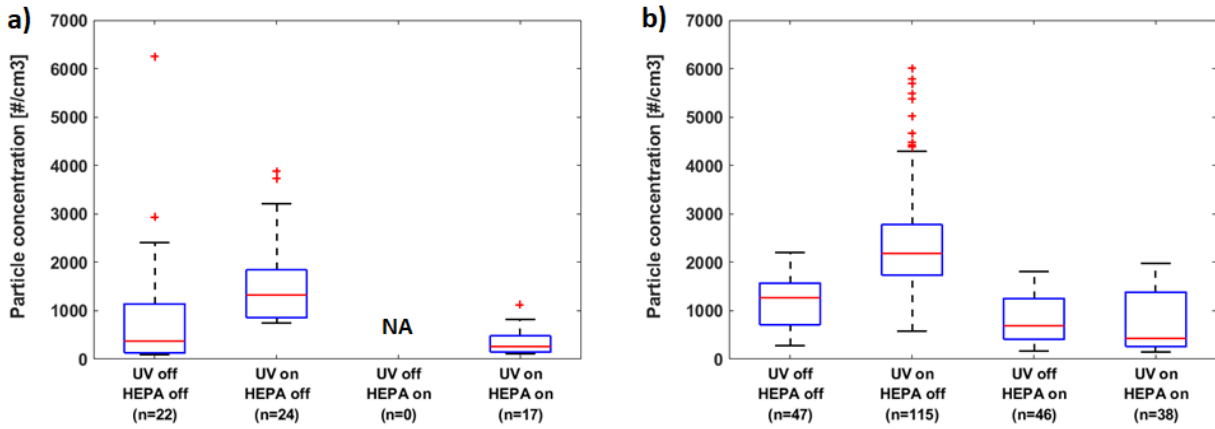 a)
Particle concentration [#/cm3]
7000
6000
5000
4000
3000
2000
1000
0
NA
UV off UV on UV off UV on
HEPA off HEPA off HEPA on HEPA on
(n=22) (n=24) (n=0) (n=17)
b)
Particle concentration [#/cm3]
7000
6000
5000
4000
3000
2000
1000
0
UV off UV on UV off UV on
HEPA off HEPA off HEPA on HEPA on
(n=47) (n=115) (n=46) (n=38)